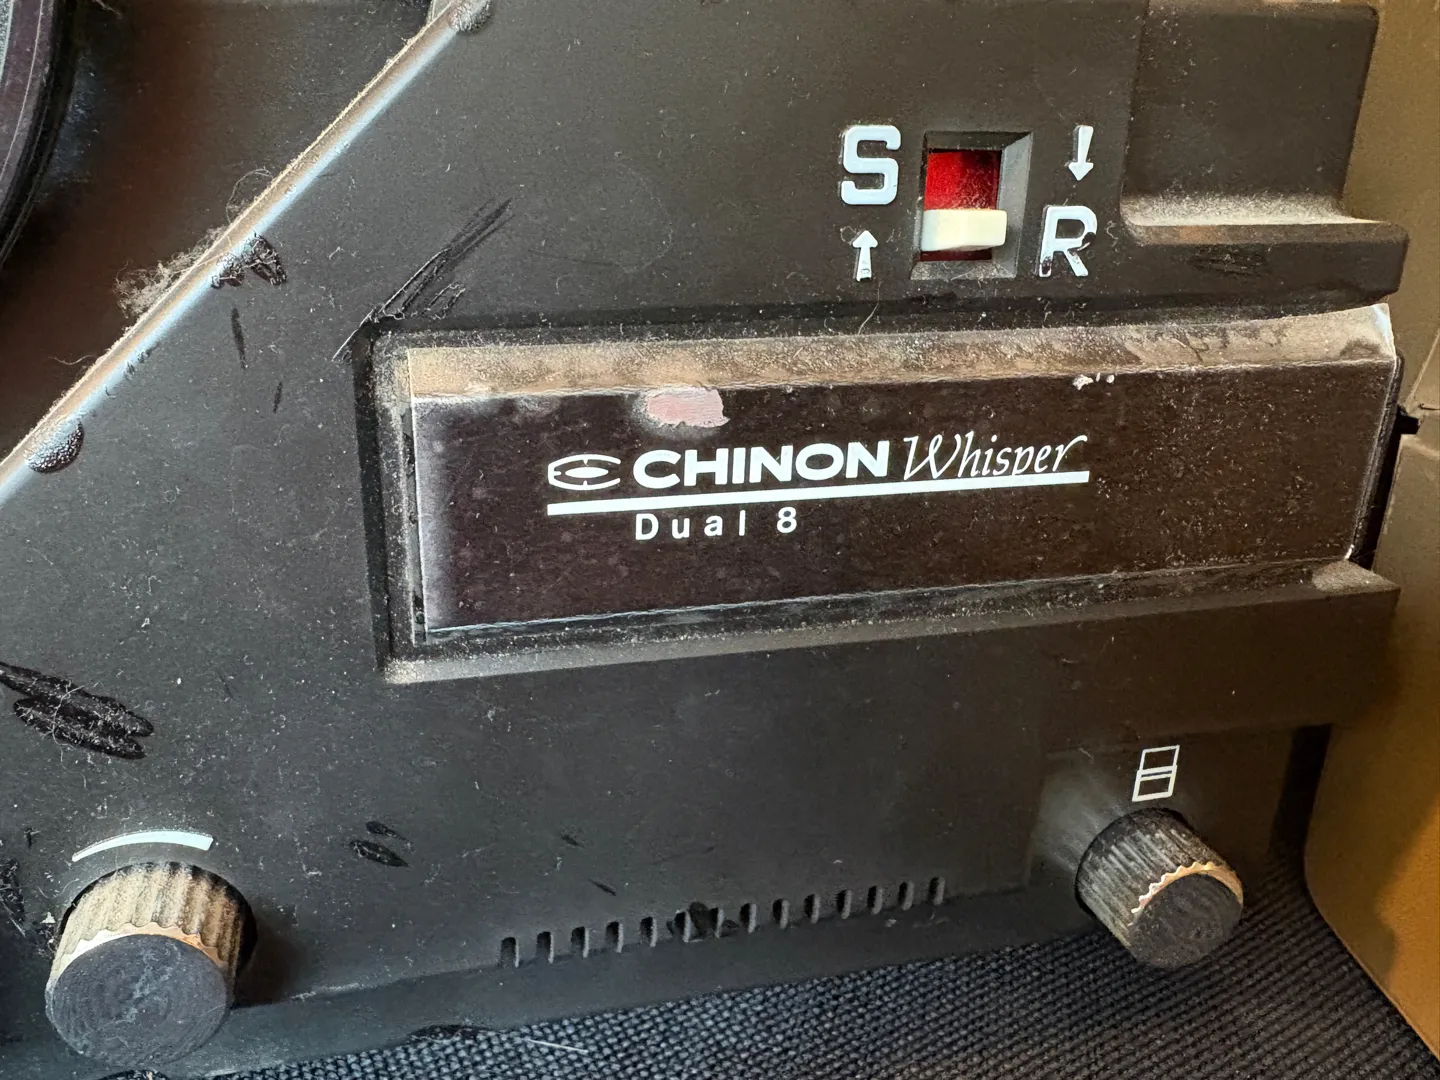 S
R
CHINON Whisper
Dual 8